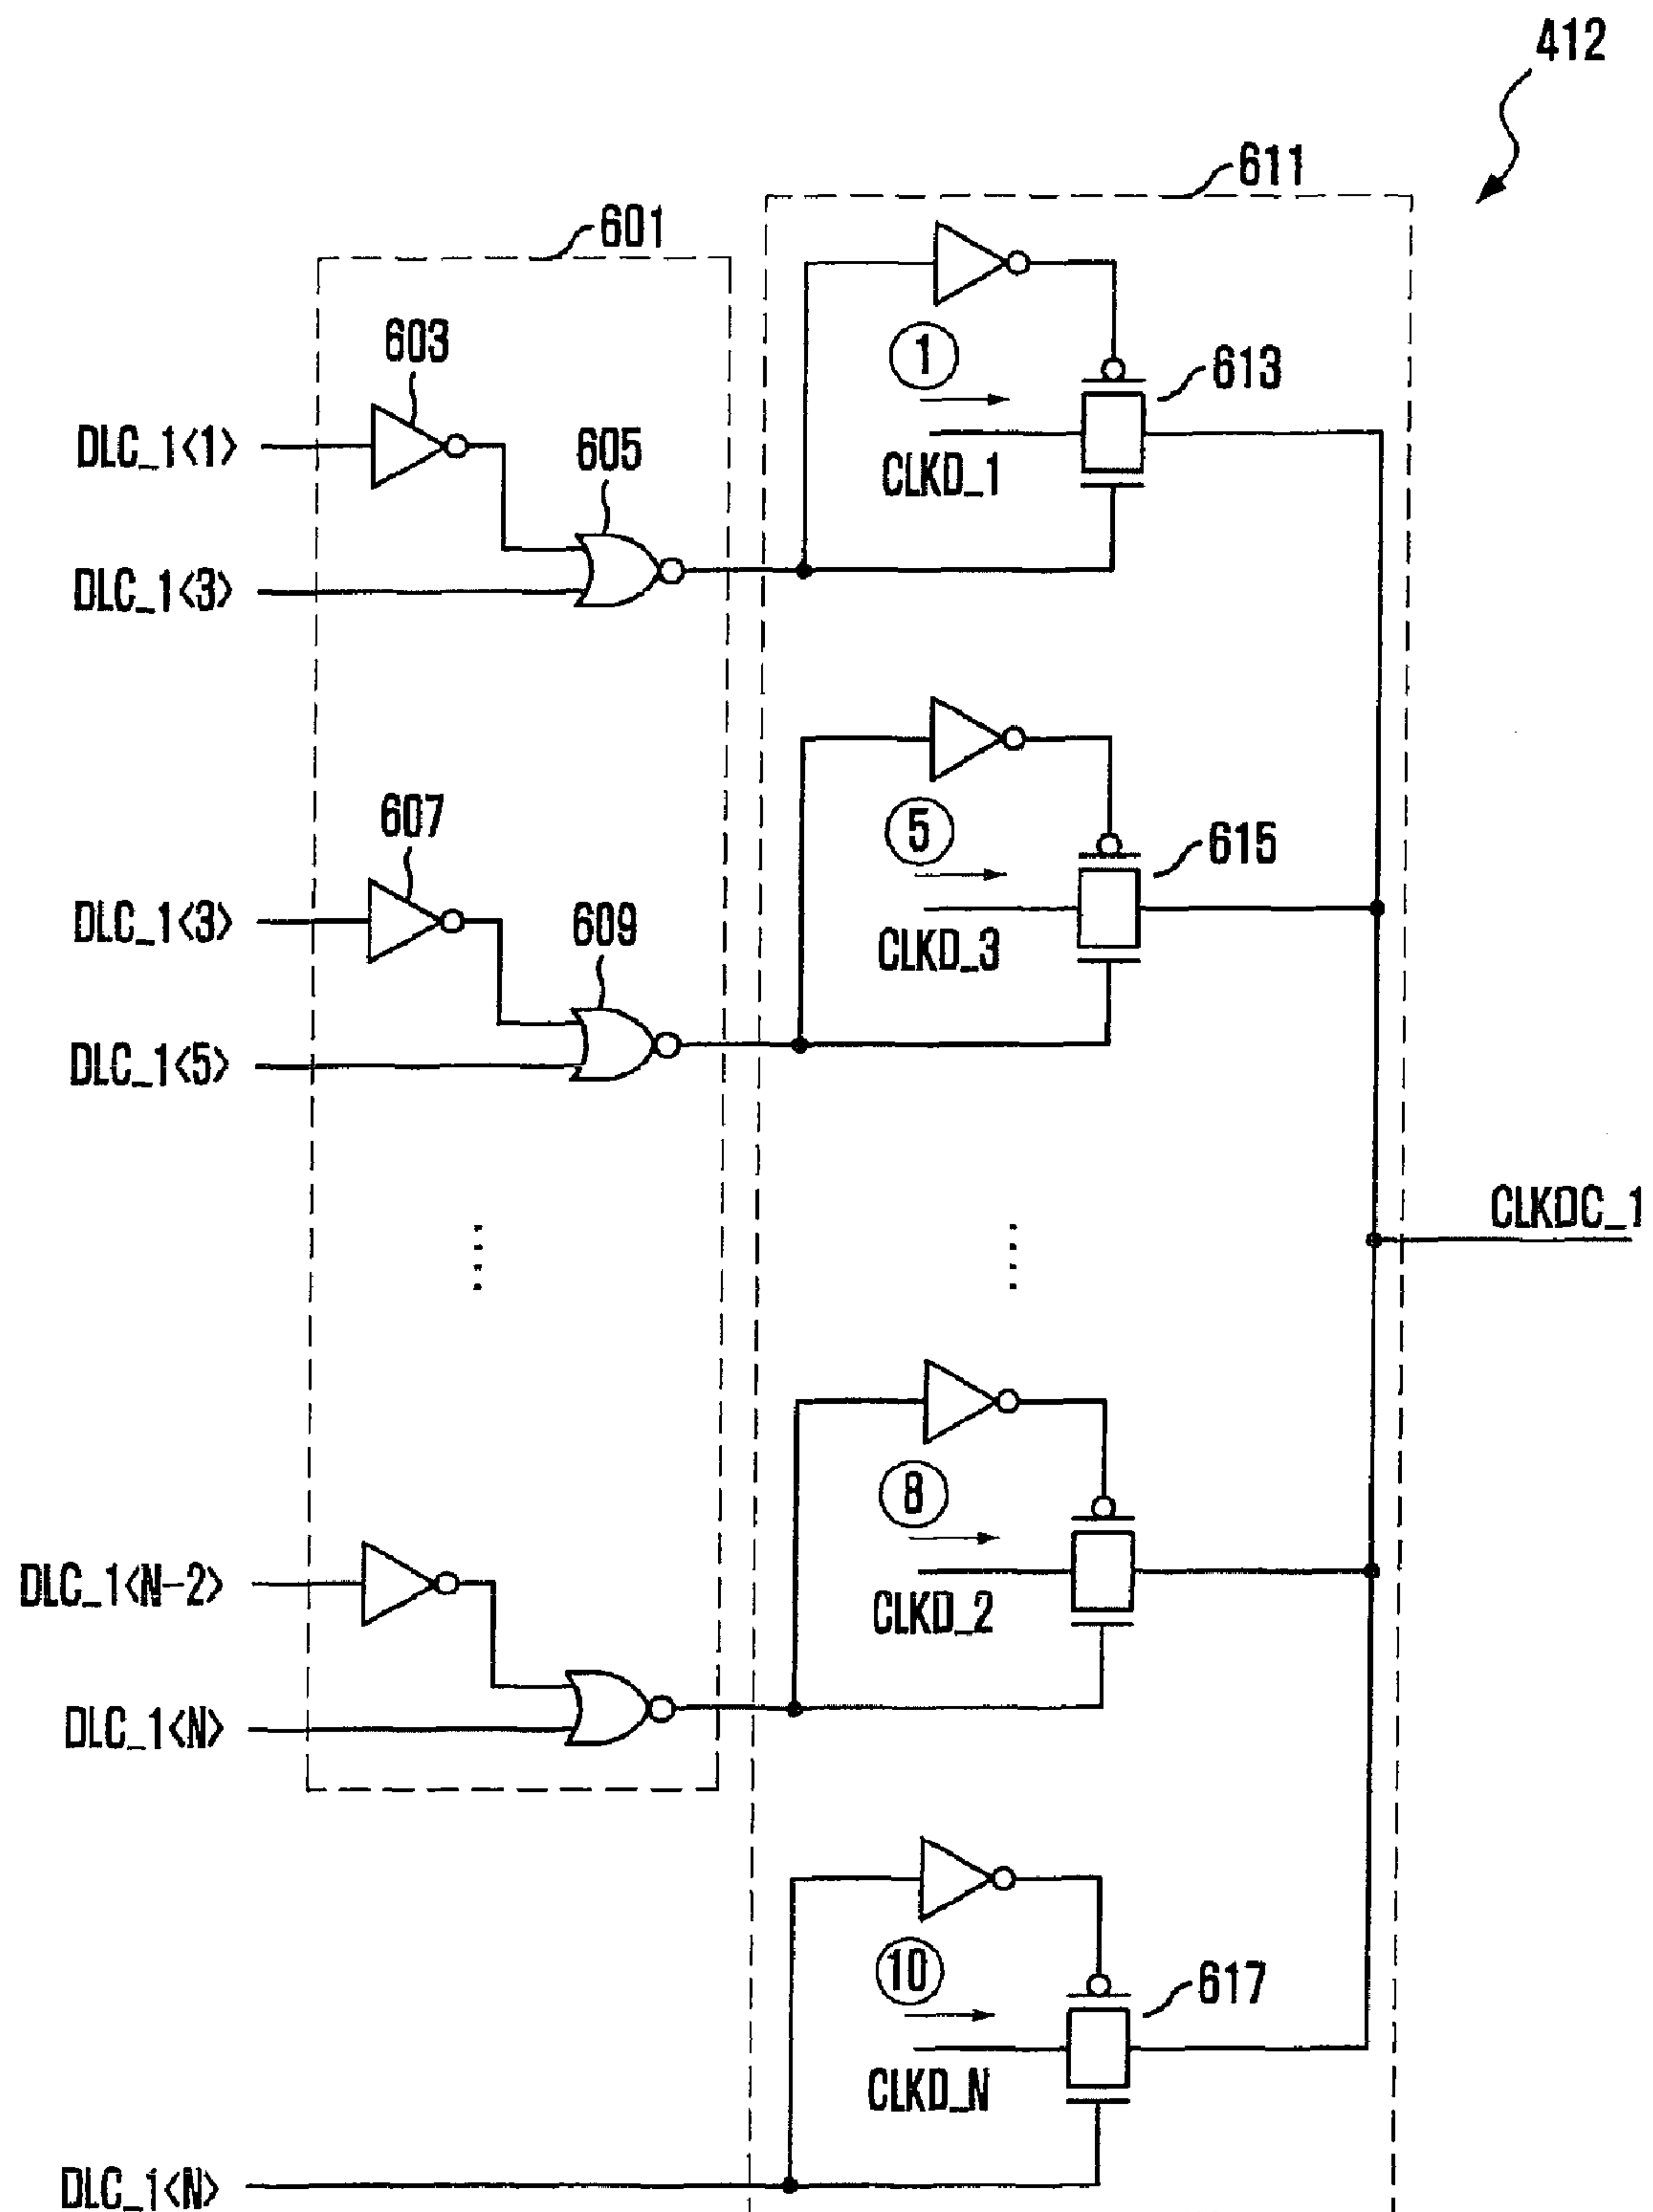 412
611
601
603
1
613
DLC_1<1>
605
CLKD_1
DLC_1<3>
607
5
615
DLC_1<3>
609
CLKD_3
DLC_1<5>
CLKDC_1
8
DLC_1<N-2>
CLKD_2
DLC_1<N>
10
617
CLKD_N
DLC_1<N>